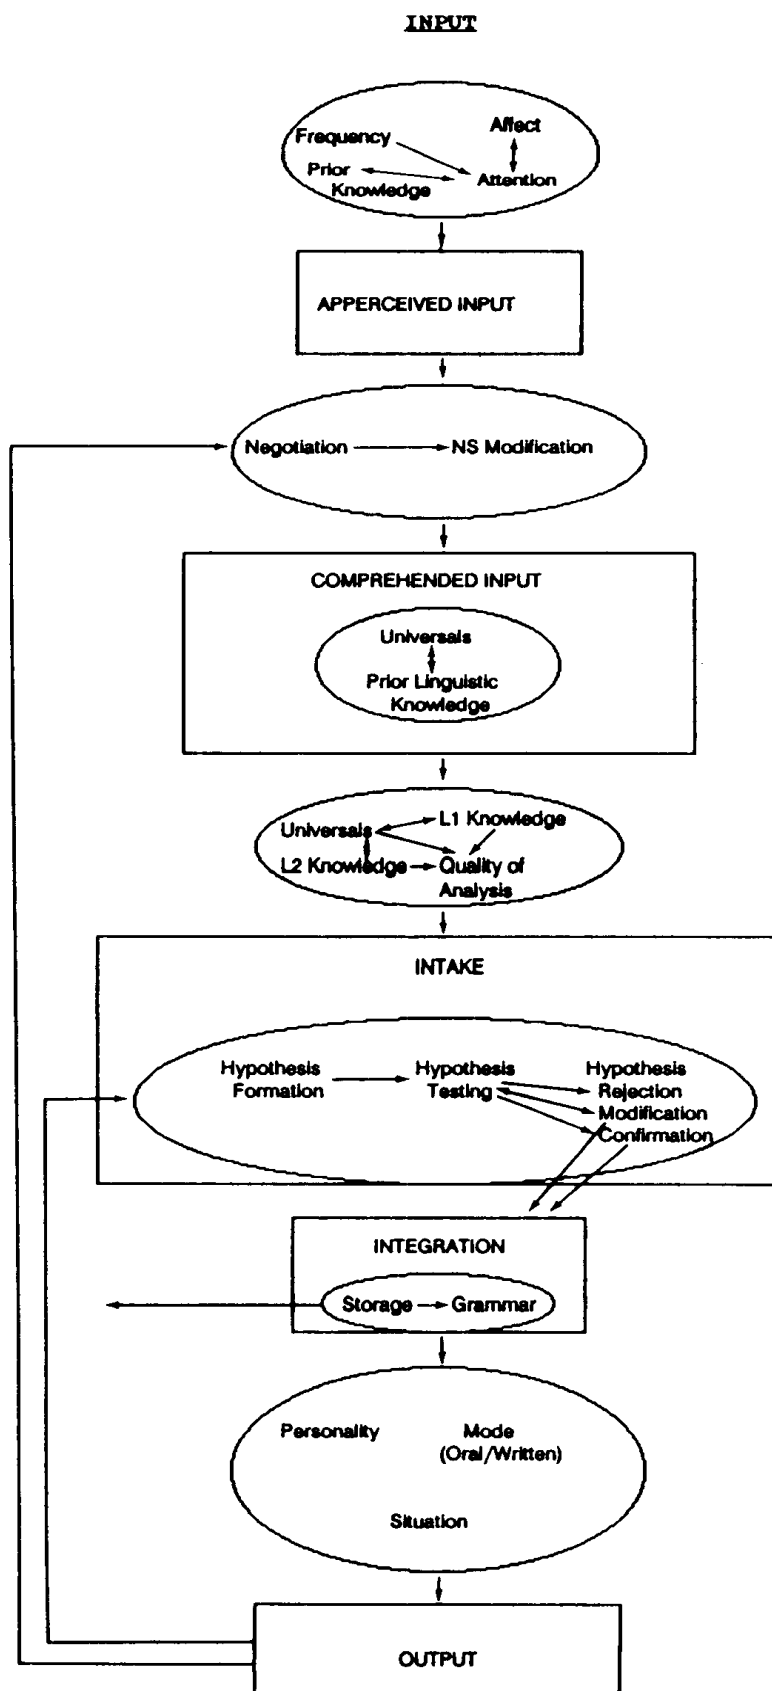 INPUT
Frequency
Affect
Prior
Knowledge
Attention
APPERCEIVED INPUT
Negotiation
NS Modification
COMPREHENDED INPUT
Universals
Prior Linguistic
Knowledge
Universals
L1 Knowledge
L2 Knowledge
Quality of
Analysis
INTAKE
Hypothesis
Formation
Hypothesis
Testing
Hypothesis
Rejection
Modification
Confirmation
INTEGRATION
Storage
Grammar
Personality
Mode
(Oral/Written)
Situation
OUTPUT